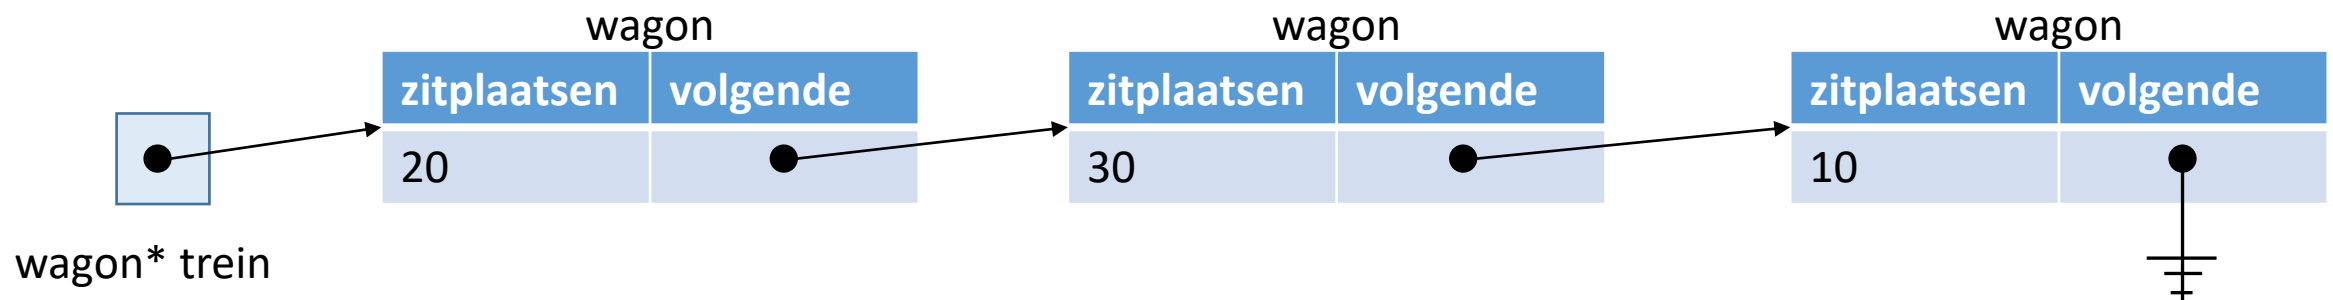 wagon wagon wagon
zitplaatsen volgende zitplaatsen volgende zitplaatsen volgende
20 30 10
wagon* trein